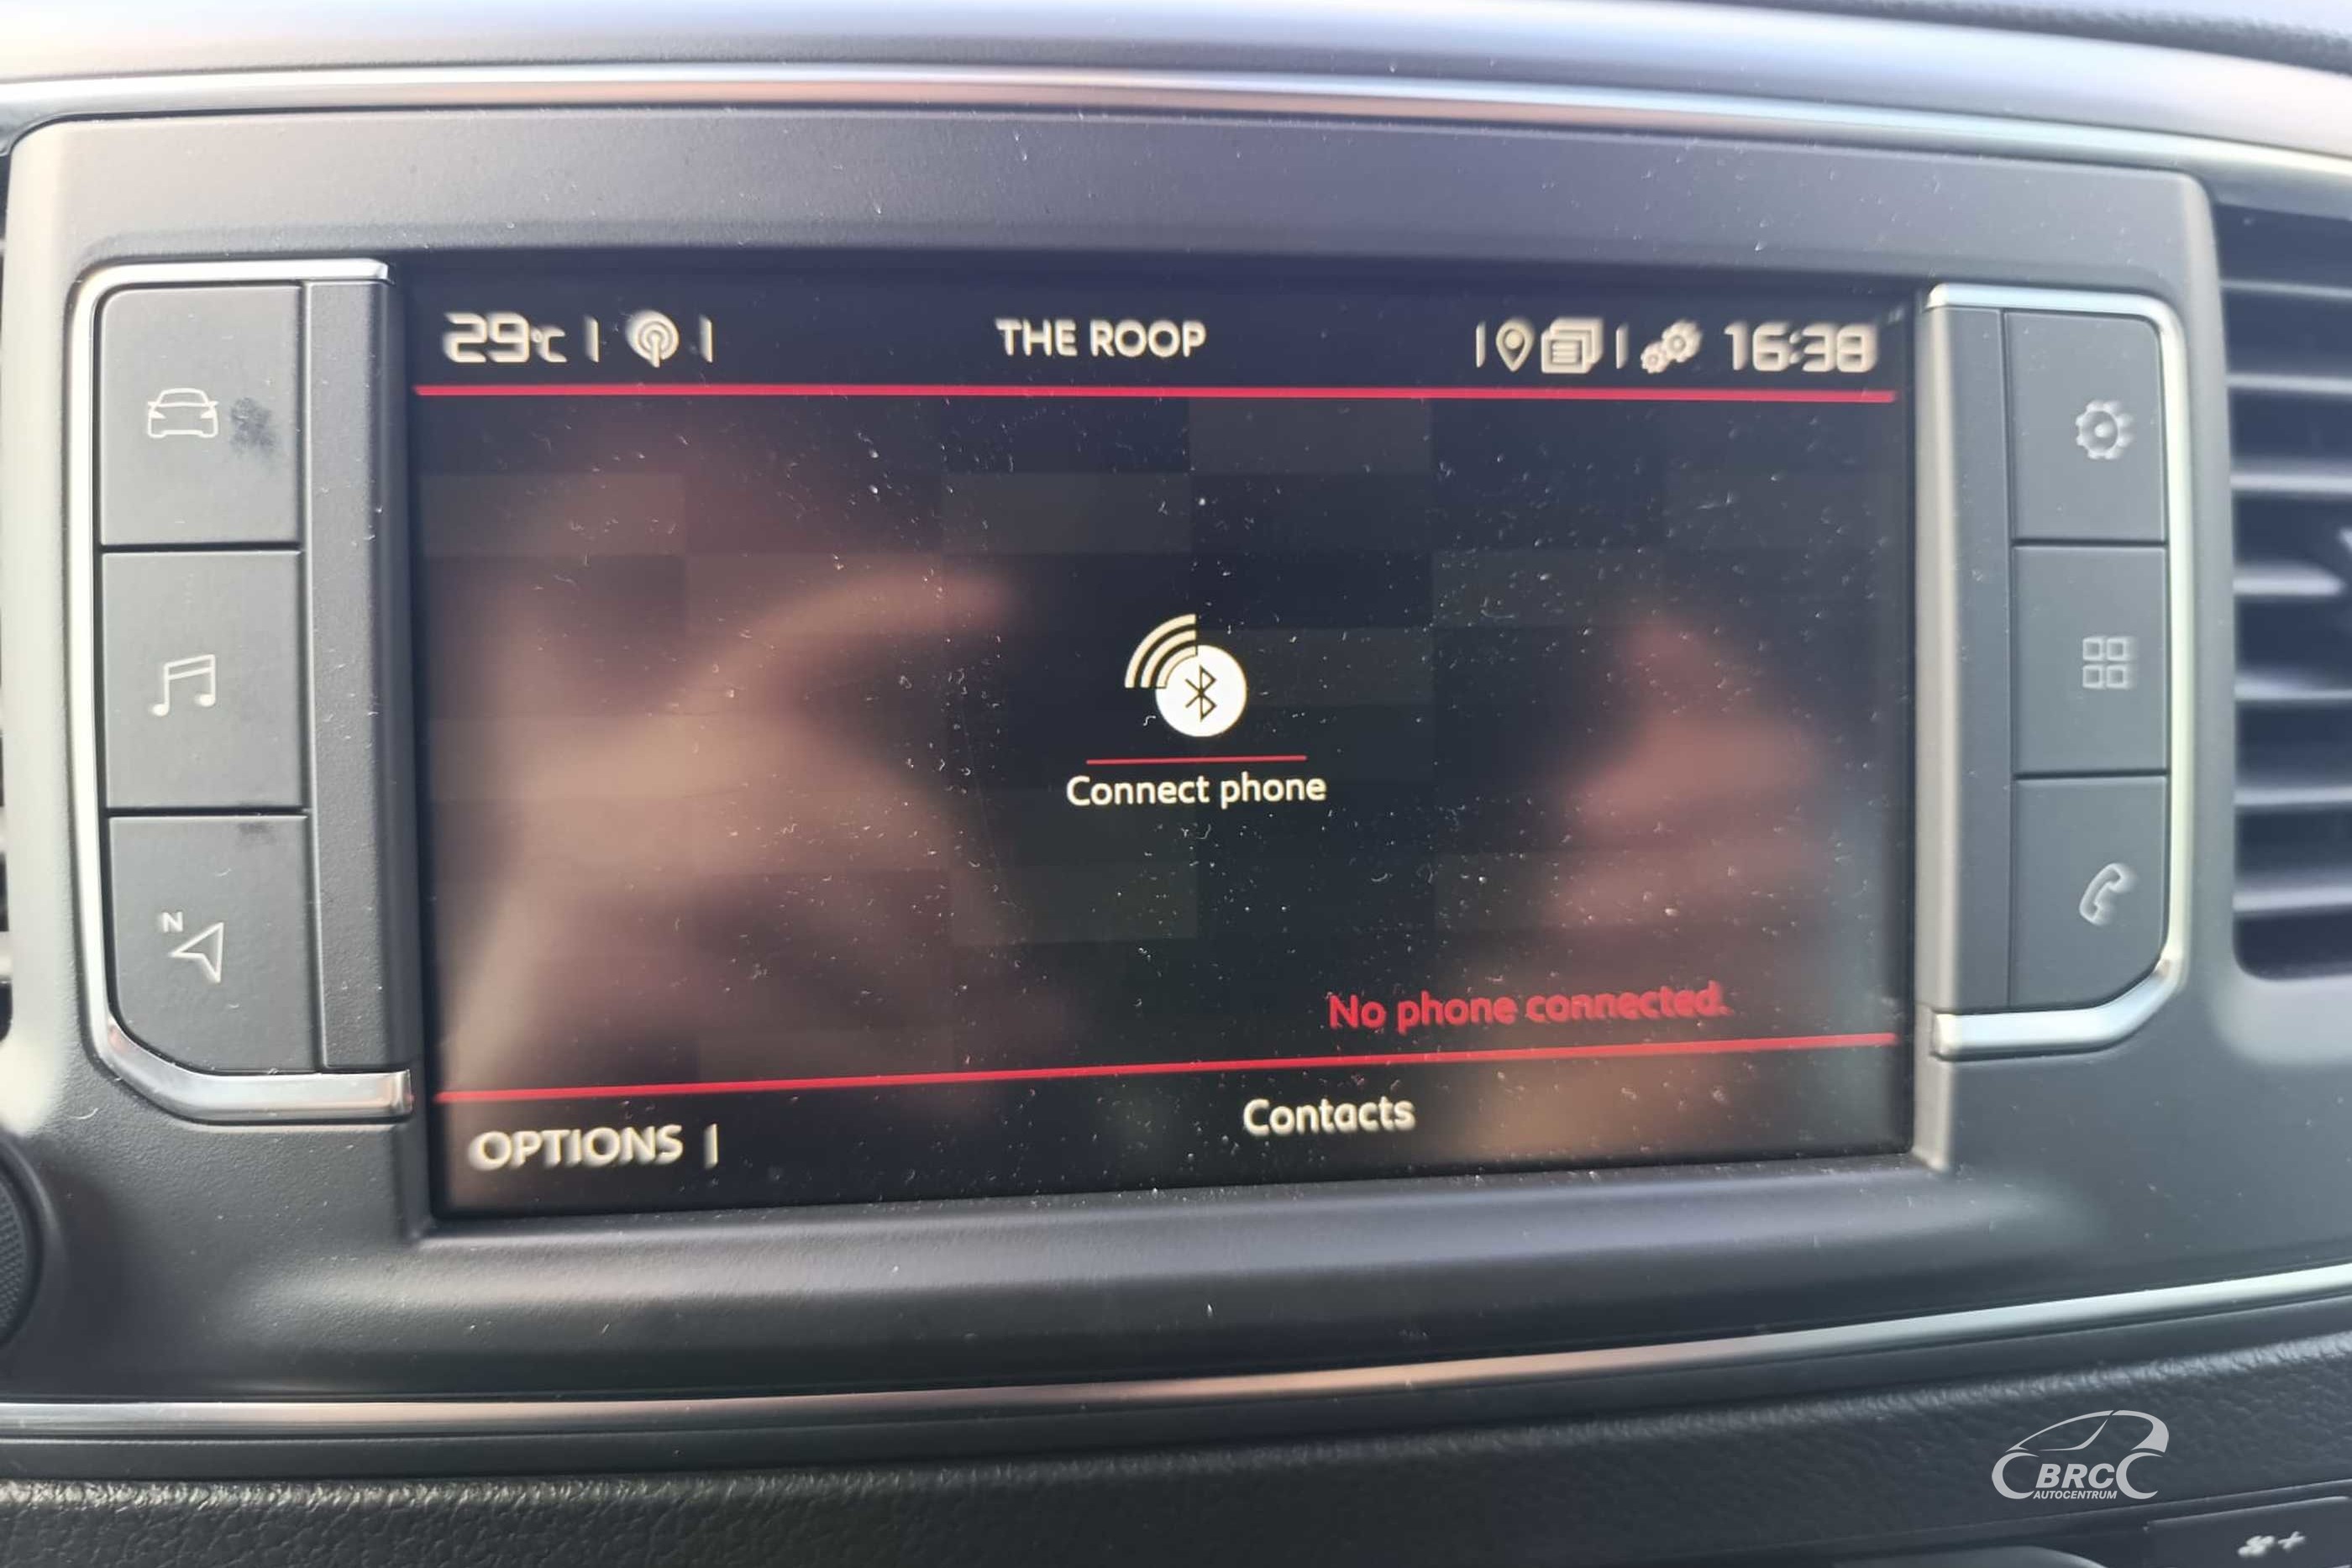 29°C
THE ROOP
16:38
Connect phone
No phone connected.
OPTIONS
Contacts
N
BRC
AUTOCENTRUM